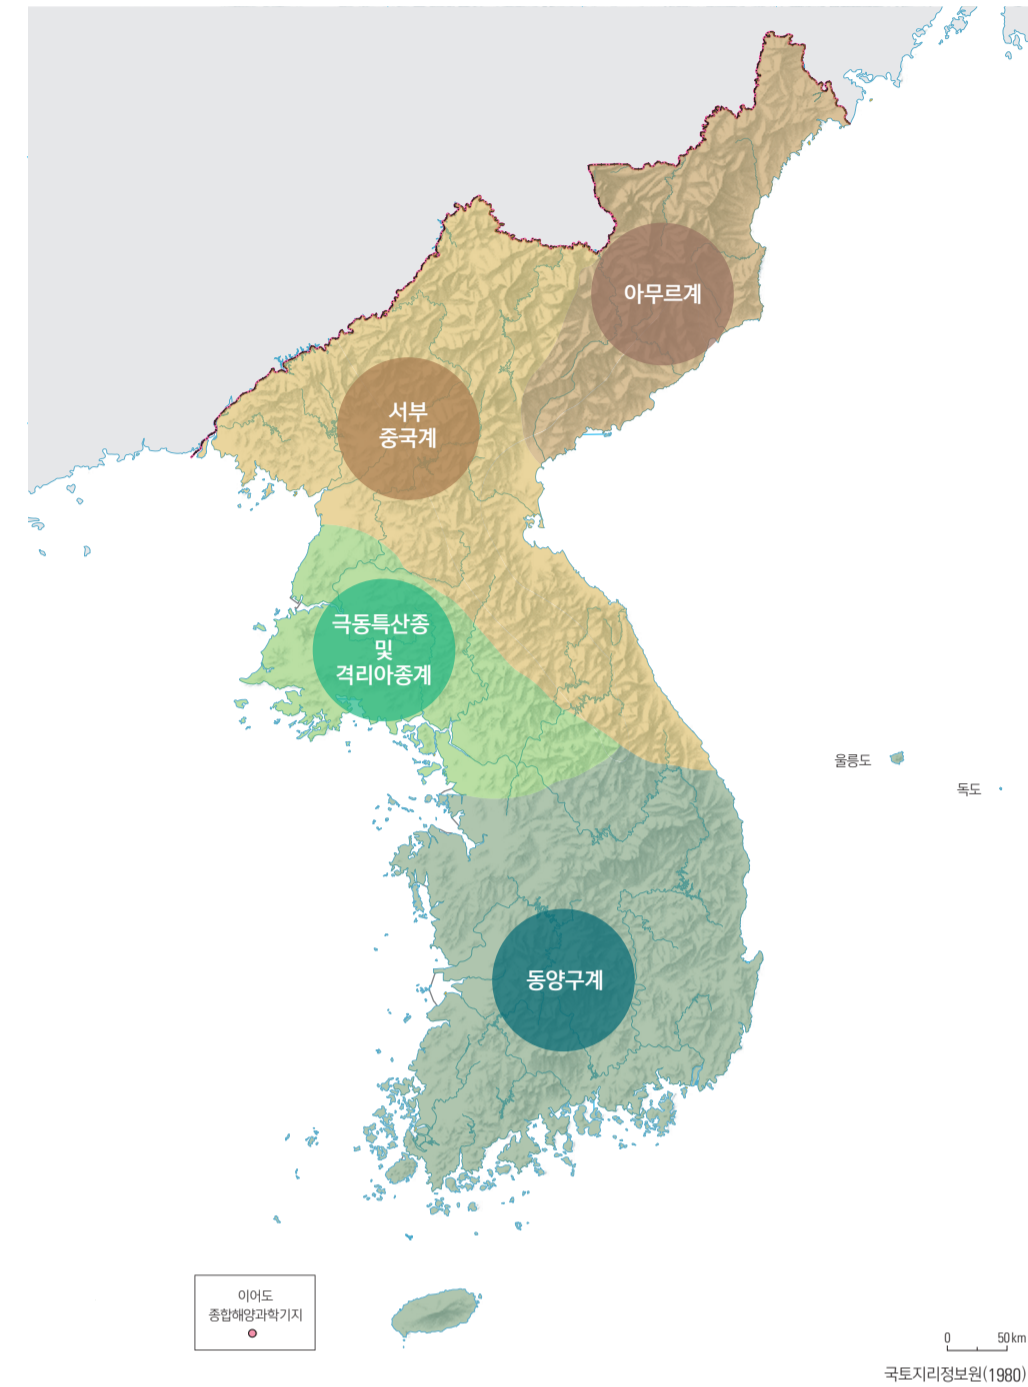 아무르계
서부
중국계
극동특산종
및
격리아종계
울릉도
독도
동양구계
이어도
종합해양과학기지
0 50 km
국토지리정보원(1980)